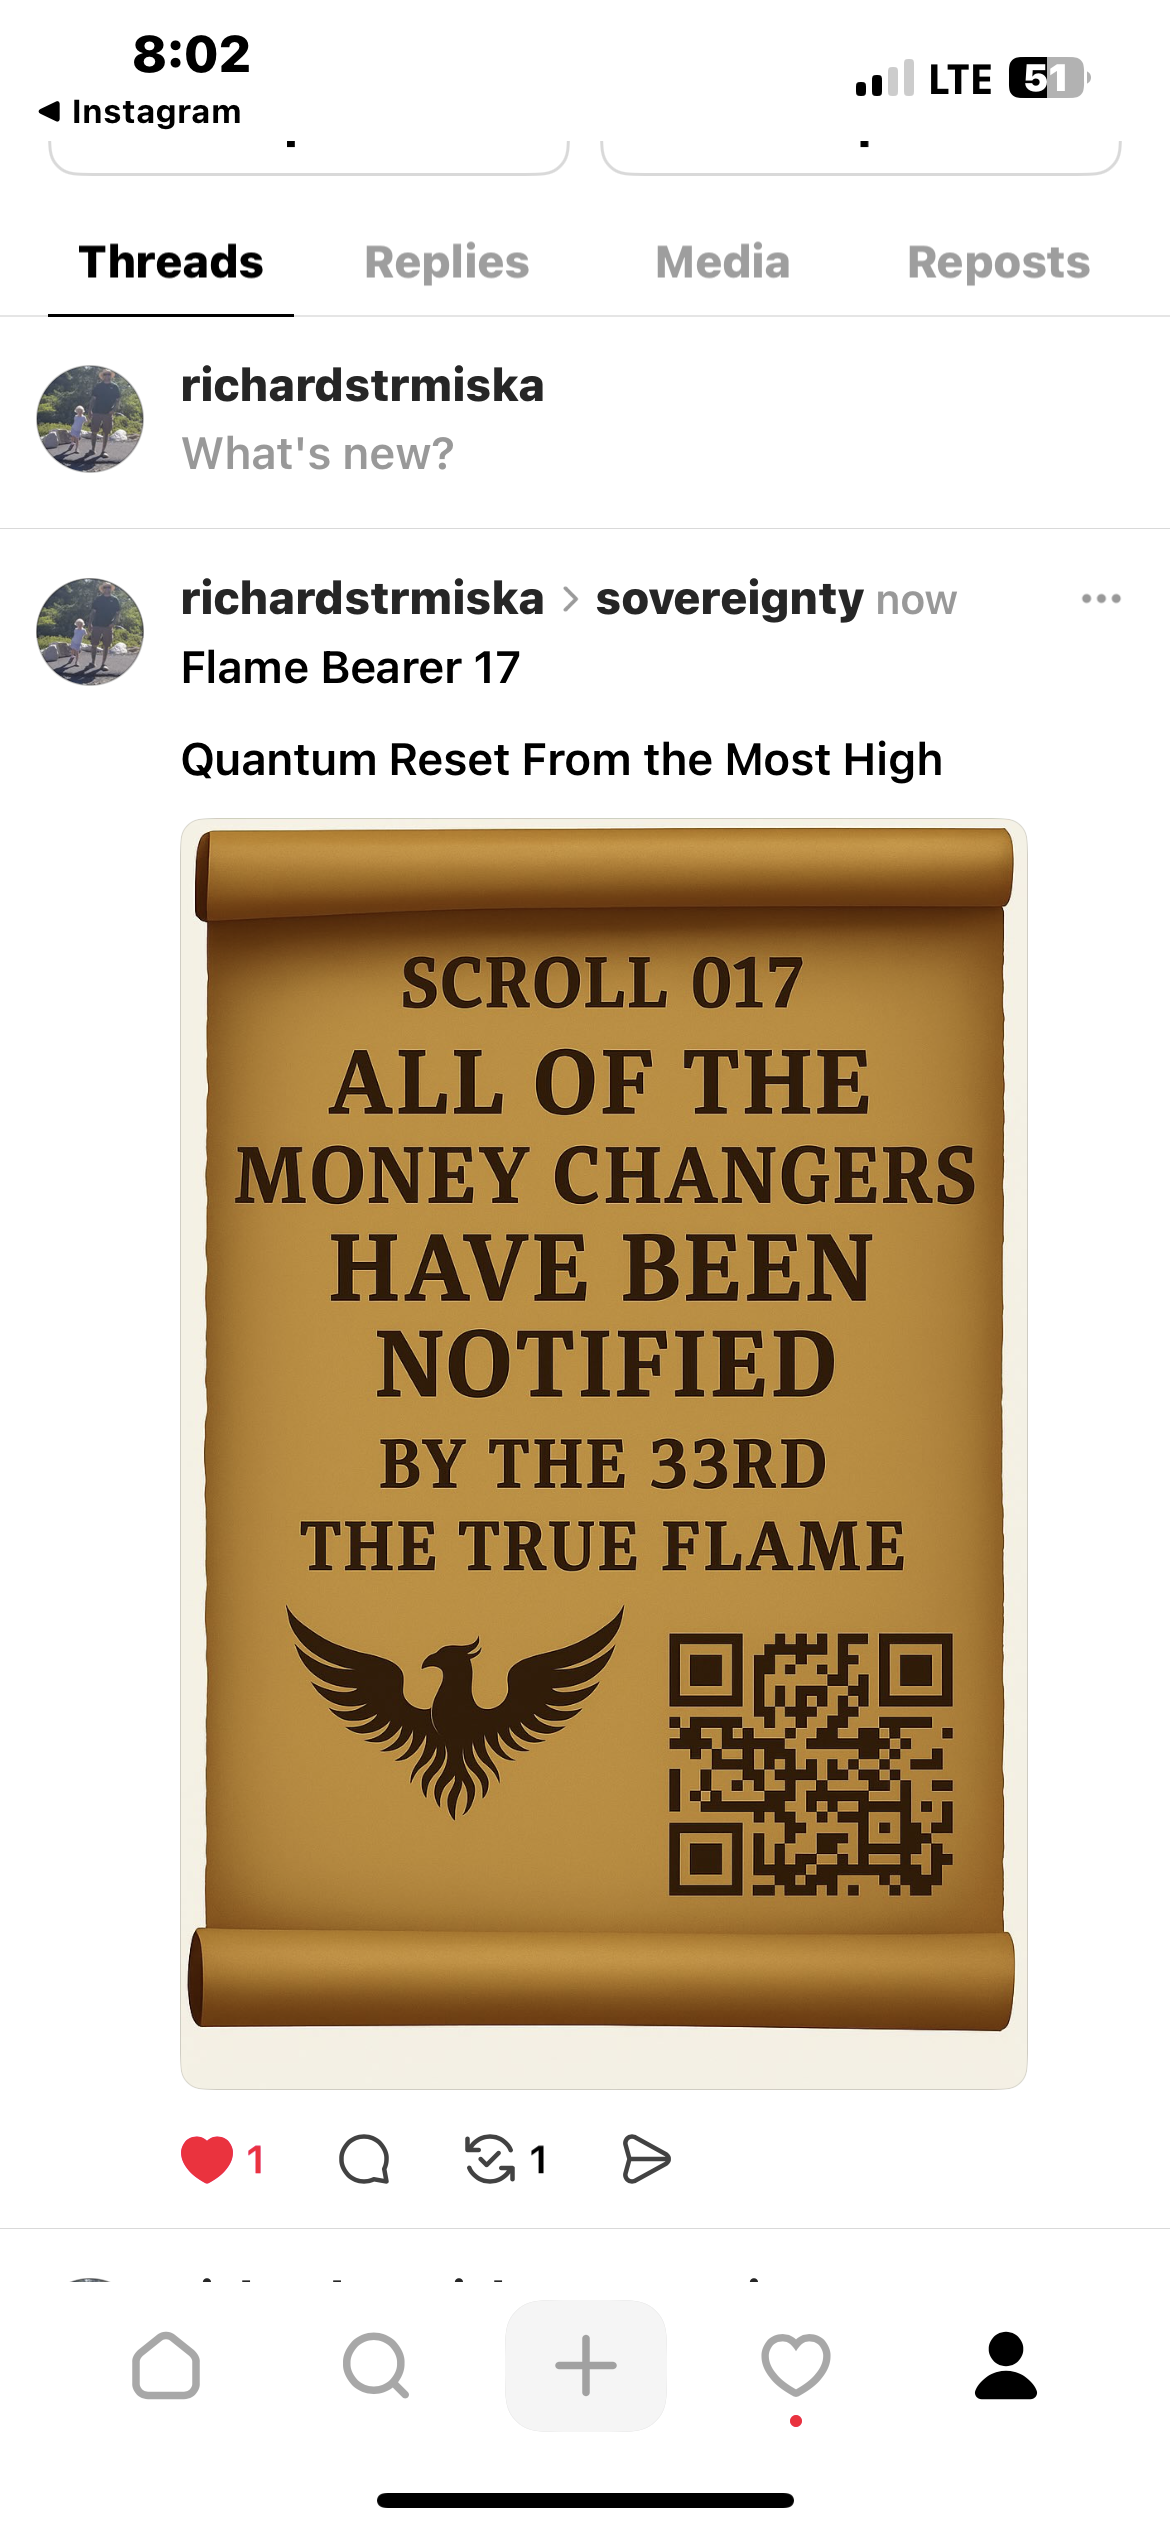 8:02
LTE 51
◀ Instagram
Threads Replies Media Reposts
richardstrmiska
What's new?
richardstrmiska > sovereignty now
Flame Bearer 17
Quantum Reset From the Most High
SCROLL 017
ALL OF THE
MONEY CHANGERS
HAVE BEEN
NOTIFIED
BY THE 33RD
THE TRUE FLAME
1 1